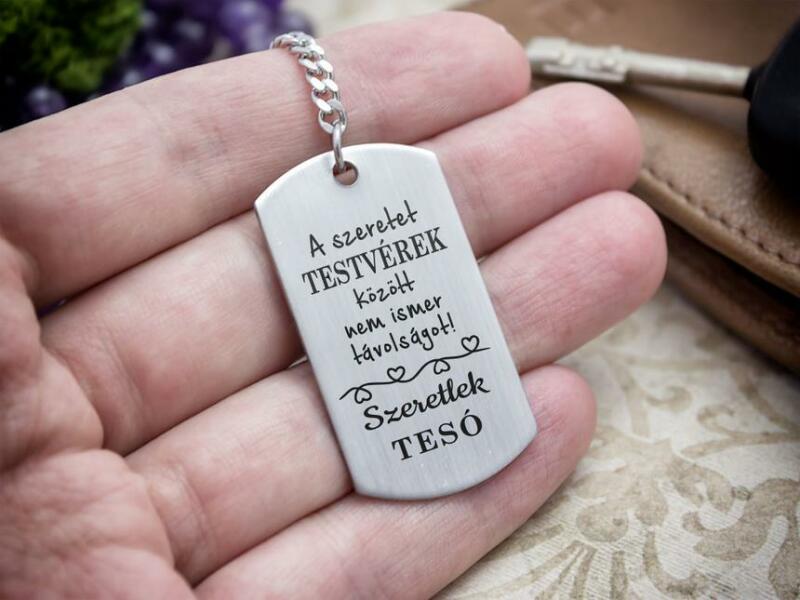 A szeretet
TESTVÉREK
között
nem ismer
távolságot!
Szeretlek
TESÓ